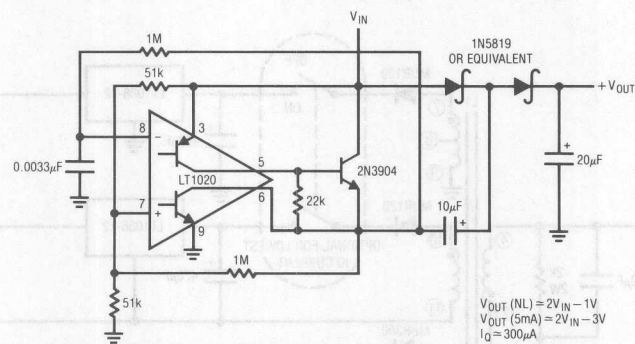 V_IN
1M
1N5819
OR EQUIVALENT
51k
+V_OUT
3
8
−
5
2N3904
+
0.0033µF
LT1020
6
22k
20µF
7
+
9
10µF
+
1M
51k
V_OUT (NL) ≃ 2V_IN − 1V
V_OUT (5mA) ≃ 2V_IN − 3V
I_Q ≃ 300µA